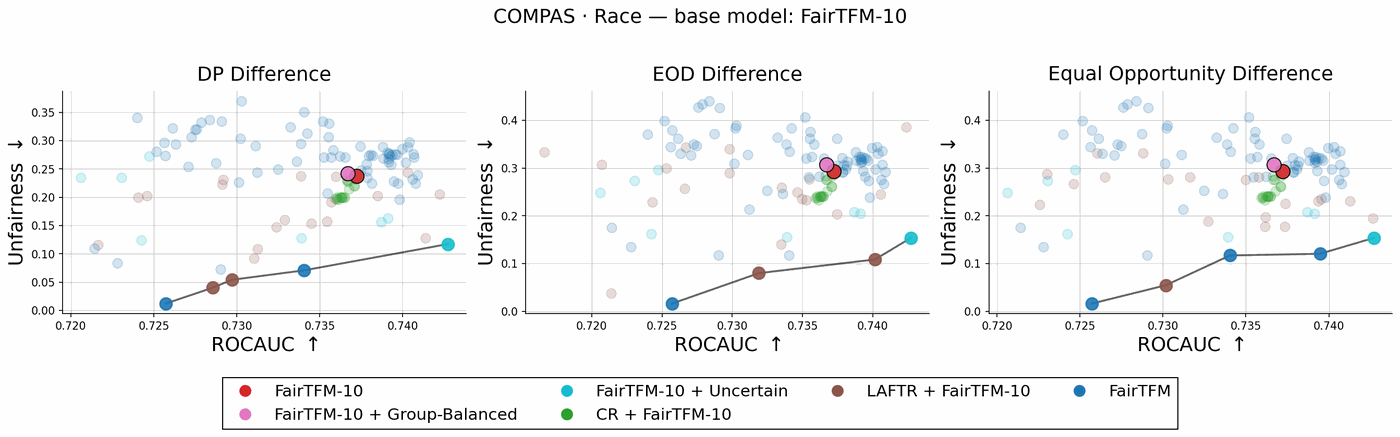 COMPAS · Race — base model: FairTFM-10
DP Difference
EOD Difference
Equal Opportunity Difference
Unfairness ↓
0.35
0.30
0.25
0.20
0.15
0.10
0.05
0.00
0.720
0.725
0.730
0.735
0.740
ROCAUC ↑
Unfairness ↓
0.4
0.3
0.2
0.1
0.0
0.720
0.725
0.730
0.735
0.740
ROCAUC ↑
Unfairness ↓
0.4
0.3
0.2
0.1
0.0
0.720
0.725
0.730
0.735
0.740
ROCAUC ↑
FairTFM-10
FairTFM-10 + Uncertain
LAFTR + FairTFM-10
FairTFM
FairTFM-10 + Group-Balanced
CR + FairTFM-10